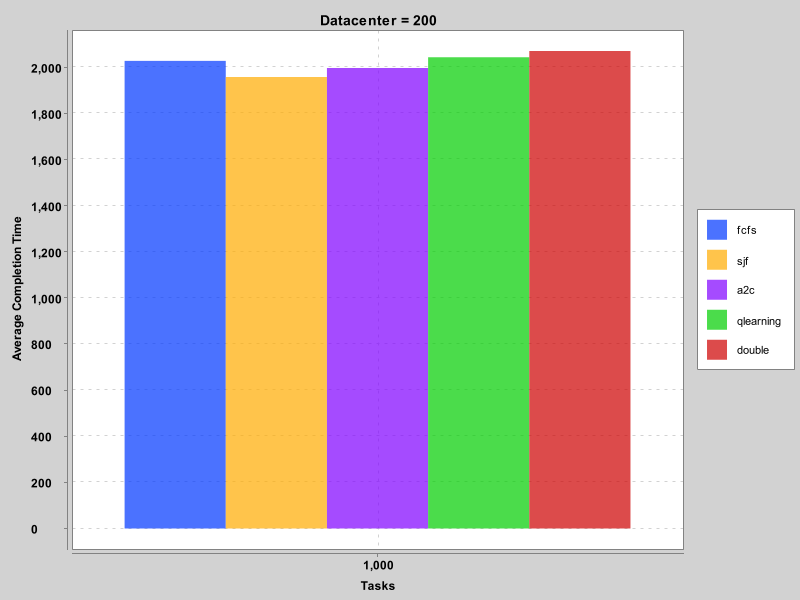 Datacenter = 200
Average Completion Time
2,000
1,800
1,600
1,400
1,200
1,000
800
600
400
200
0
1,000
Tasks
fcfs
sjf
a2c
qlearning
double